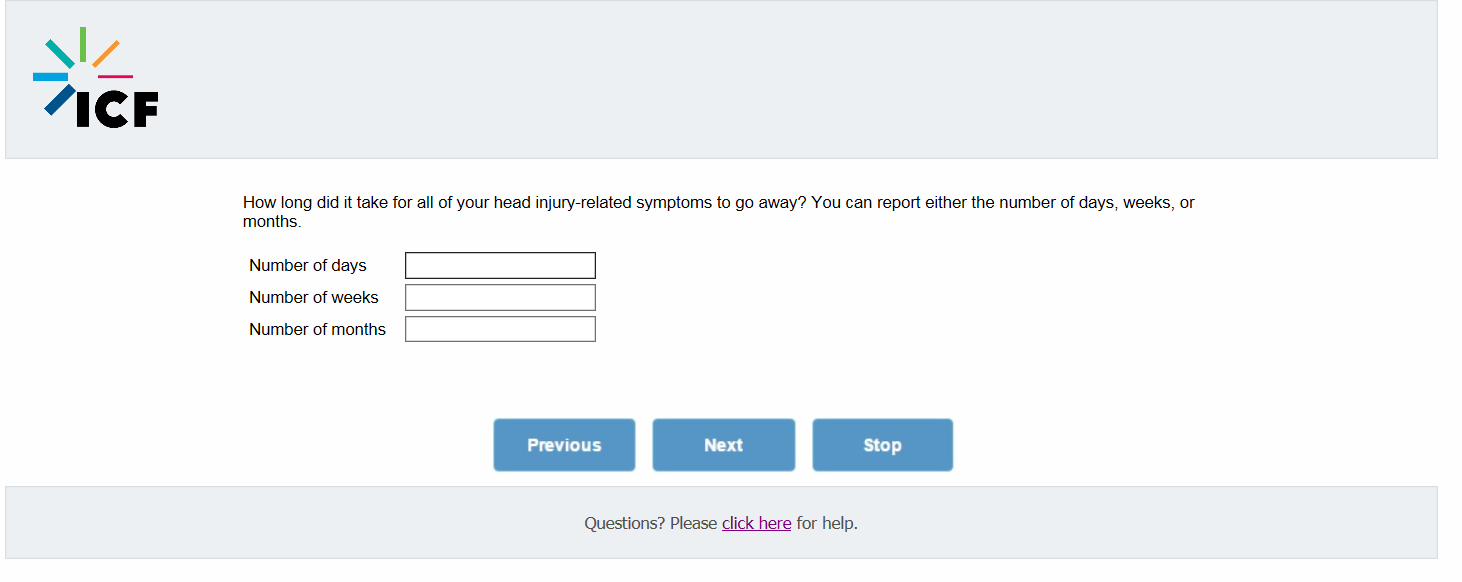 ICF
How long did it take for all of your head injury-related symptoms to go away? You can report either the number of days, weeks, or
months.
Number of days
Number of weeks
Number of months
Previous Next Stop
Questions? Please click here for help.